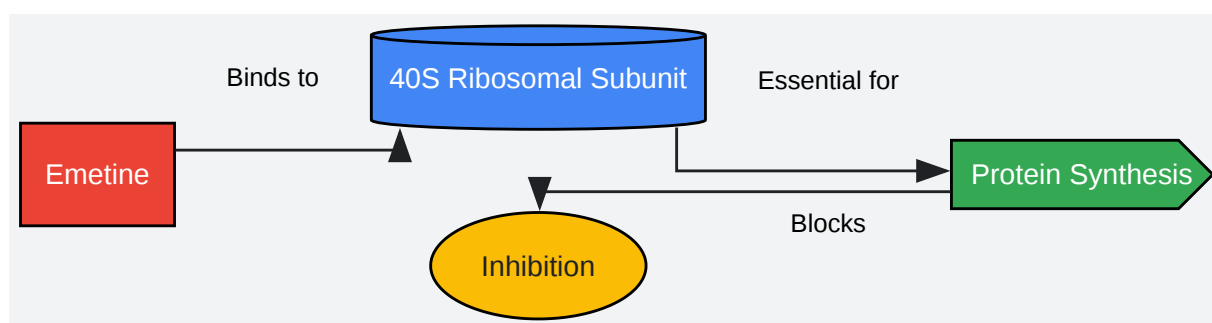 Binds to
40S Ribosomal Subunit
Essential for
Emetine
Protein Synthesis
Blocks
Inhibition